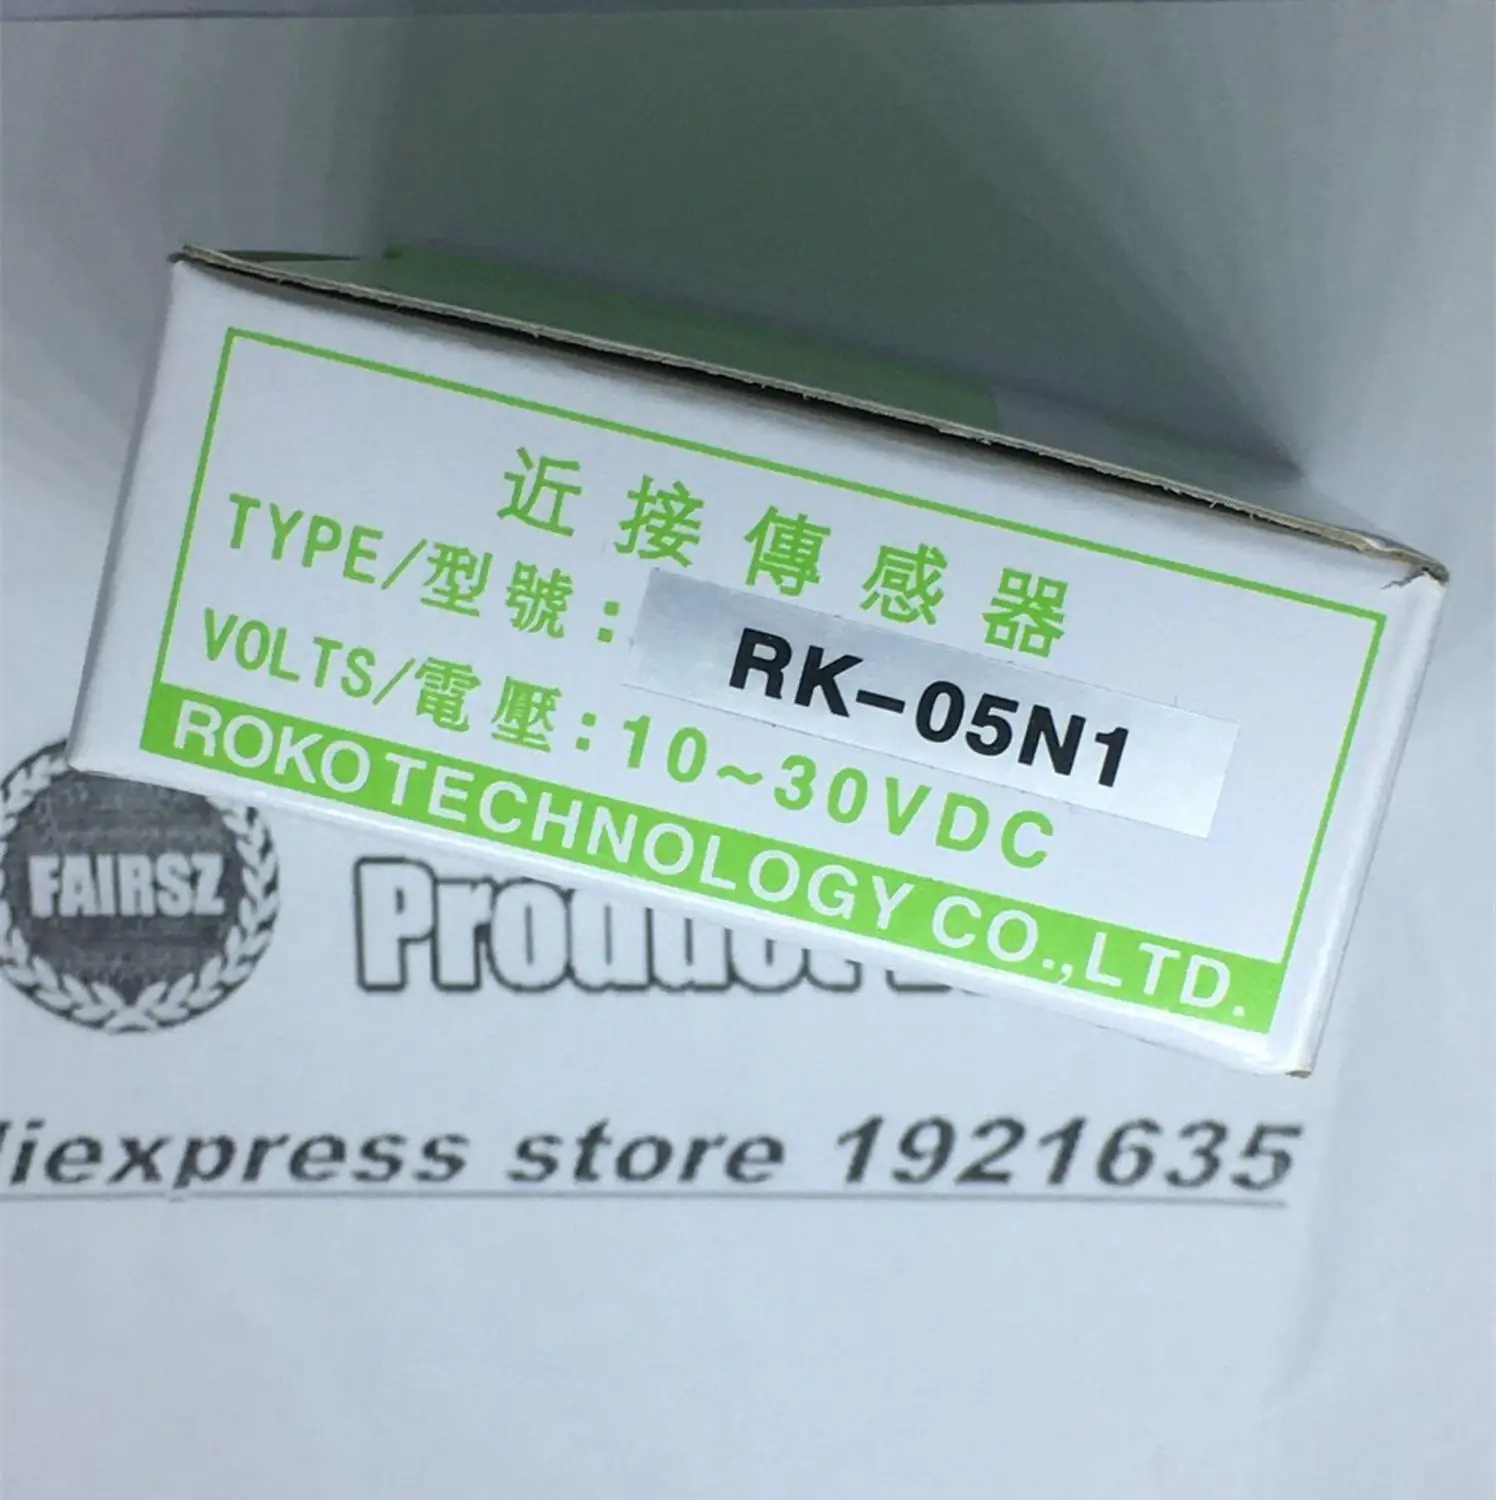 近接傳感器
TYPE/型號:RK-05N1
VOLTS/電壓:10~30VDC
ROKO TECHNOLOGY CO.,LTD.
FAIRSZ
Product
liexpress store 1921635